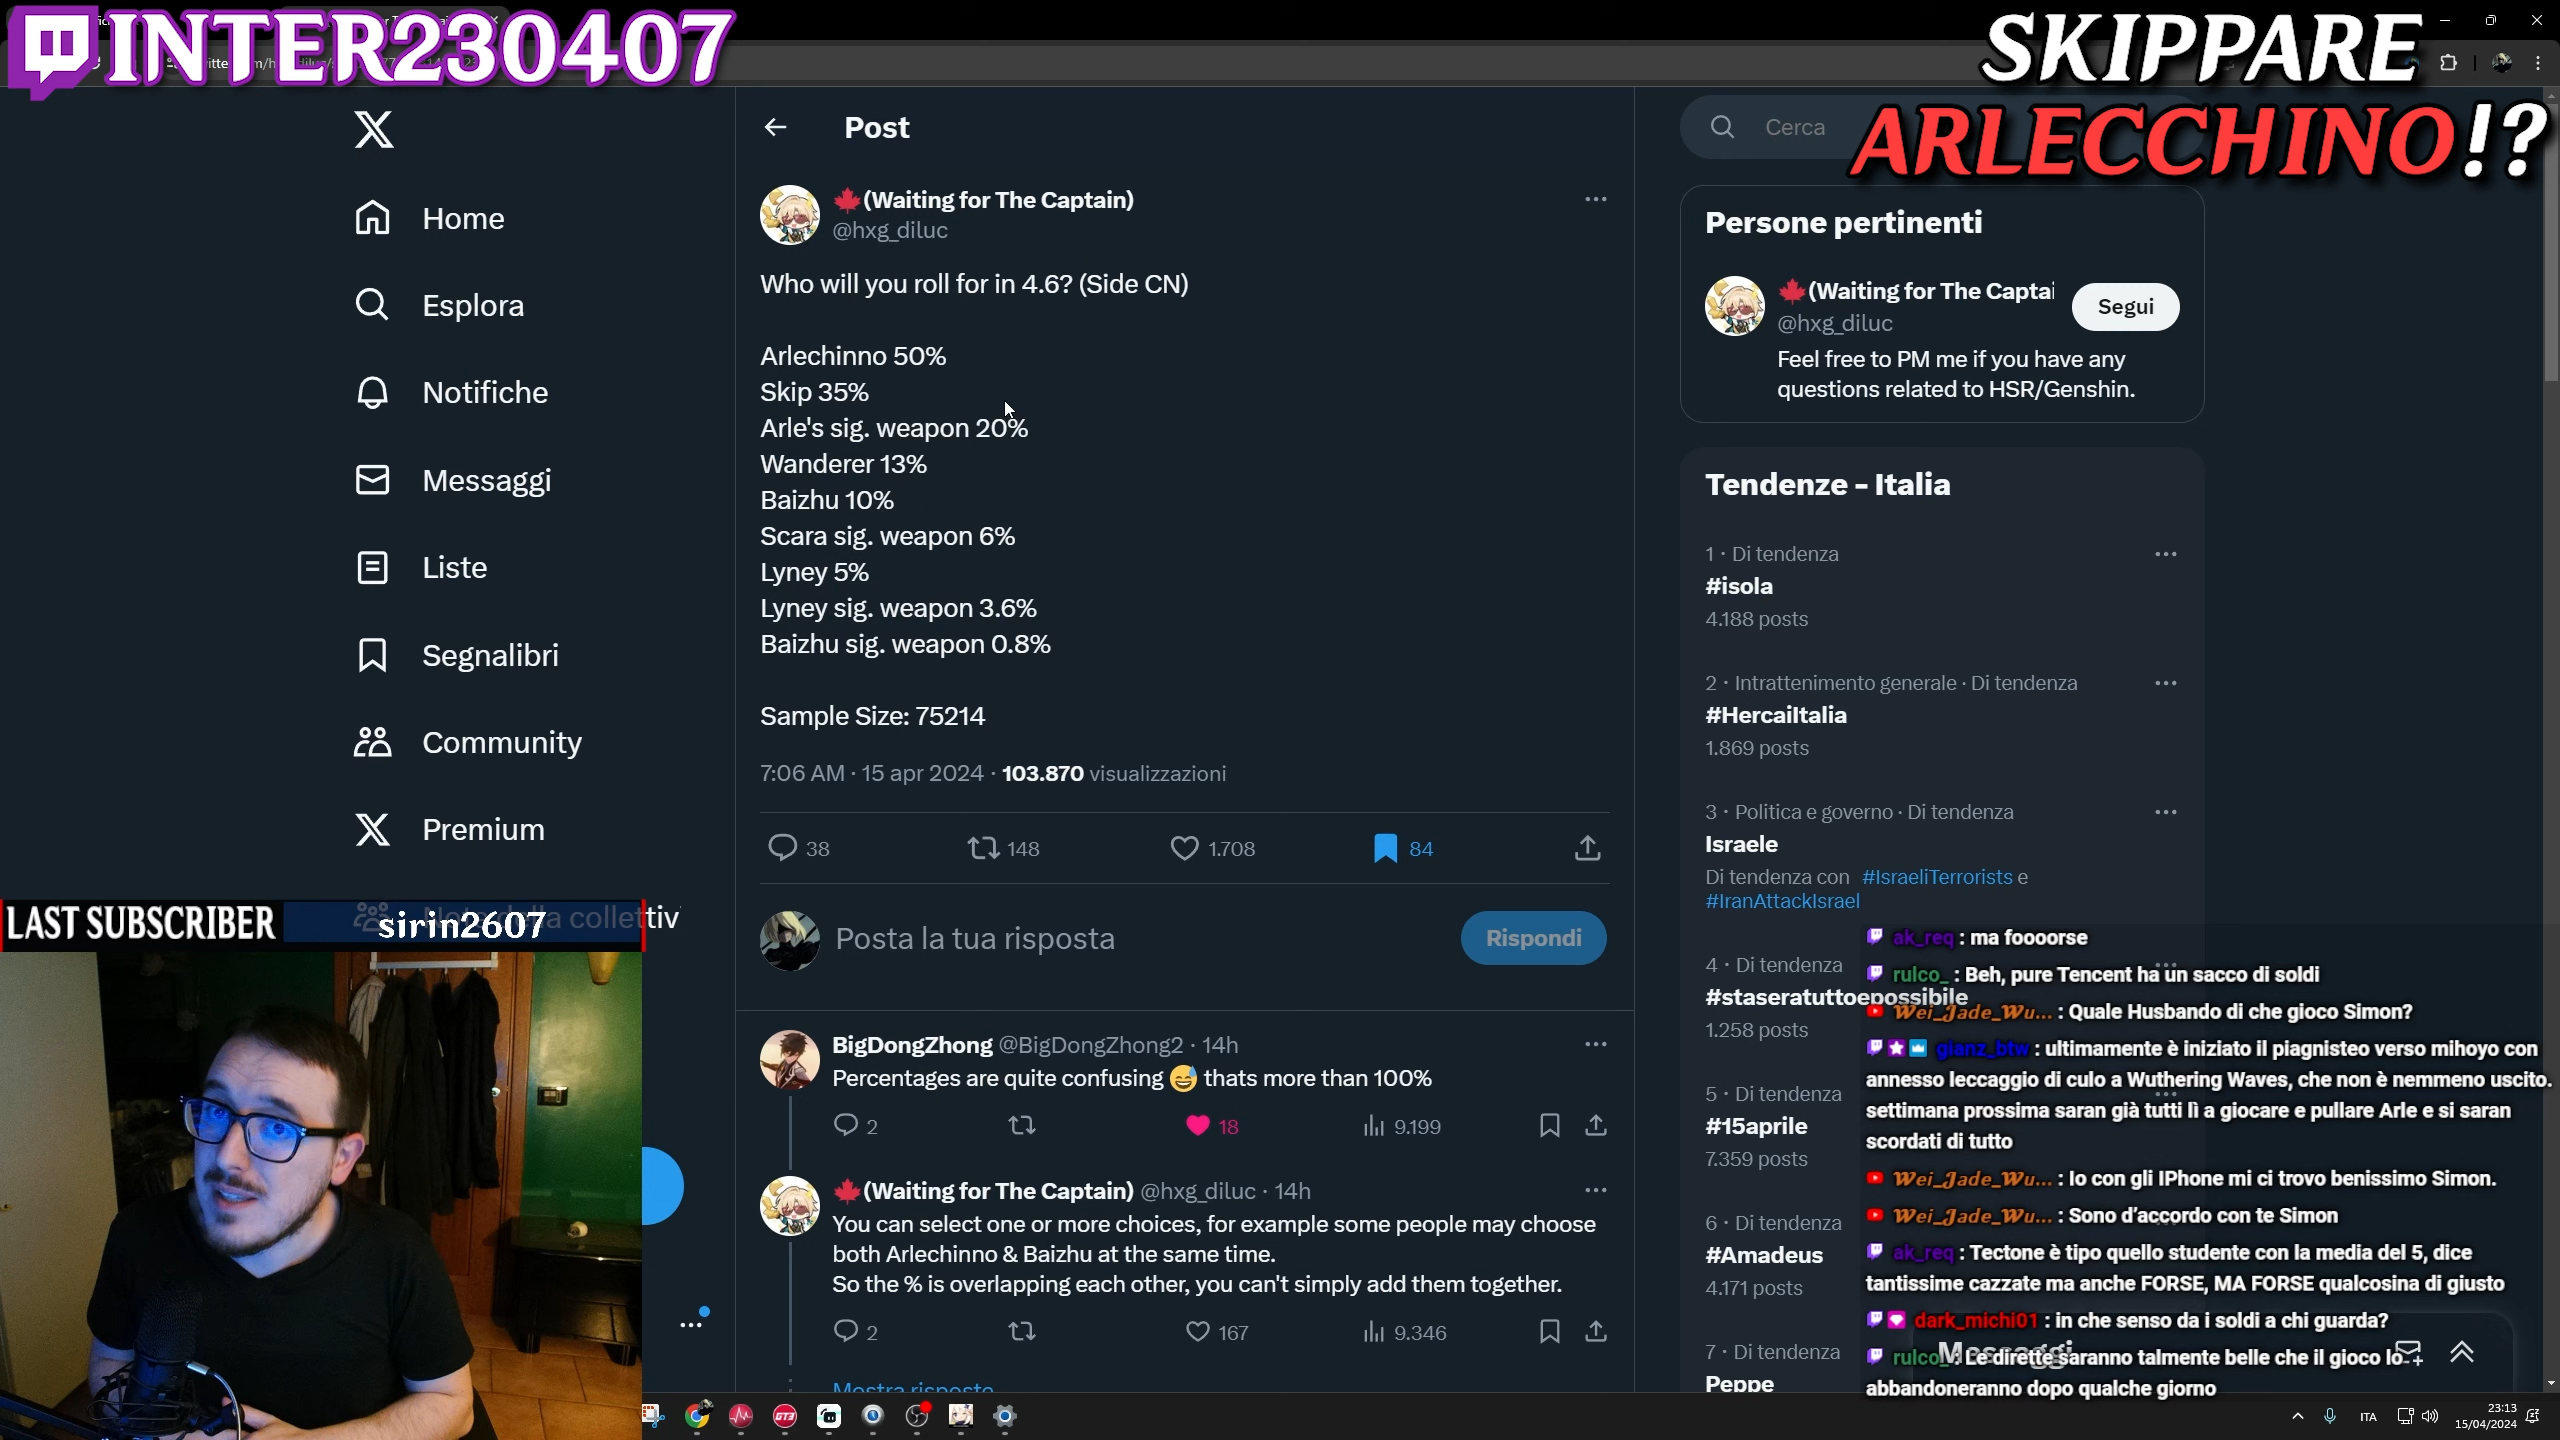 INTER230407
SKIPPARE
ARLECCHINO!?
Post
Cerca
Home
Esplora
Notifiche
Messaggi
Liste
Segnalibri
Community
Premium
(Waiting for The Captain)
@hxg_diluc
Who will you roll for in 4.6? (Side CN)
Arlechinno 50%
Skip 35%
Arle's sig. weapon 20%
Wanderer 13%
Baizhu 10%
Scara sig. weapon 6%
Lyney 5%
Lyney sig. weapon 3.6%
Baizhu sig. weapon 0.8%
Sample Size: 75214
7:06 AM · 15 apr 2024 · 103.870 visualizzazioni
38
148
1.708
84
Posta la tua risposta
Rispondi
BigDongZhong @BigDongZhong2 · 14h
Percentages are quite confusing 😅 thats more than 100%
2
18
9.199
(Waiting for The Captain) @hxg_diluc · 14h
You can select one or more choices, for example some people may choose
both Arlechinno & Baizhu at the same time.
So the % is overlapping each other, you can't simply add them together.
2
167
9.346
Mostra risposte
Persone pertinenti
(Waiting for The Captai
@hxg_diluc
Segui
Feel free to PM me if you have any
questions related to HSR/Genshin.
Tendenze - Italia
1 · Di tendenza
#isola
4.188 posts
2 · Intrattenimento generale · Di tendenza
#HercaiItalia
1.869 posts
3 · Politica e governo · Di tendenza
Israele
Di tendenza con #IsraeliTerrorists e
#IranAttackIsrael
4 · Di tendenza
#staseratuttoepossibile
1.258 posts
5 · Di tendenza
#15aprile
7.359 posts
6 · Di tendenza
#Amadeus
4.171 posts
7 · Di tendenza
Peppe
Messaggi
ak_req : ma foooorse
rulco_ : Beh, pure Tencent ha un sacco di soldi
Wei_Jade_Wu... : Quale Husbando di che gioco Simon?
gianz_btw : ultimamente è iniziato il piagnisteo verso mihoyo con
annesso leccaggio di culo a Wuthering Waves, che non è nemmeno uscito.
settimana prossima saran già tutti lì a giocare e pullare Arle e si saran
scordati di tutto
Wei_Jade_Wu... : Io con gli IPhone mi ci trovo benissimo Simon.
Wei_Jade_Wu... : Sono d'accordo con te Simon
ak_req : Tectone è tipo quello studente con la media del 5, dice
tantissime cazzate ma anche FORSE, MA FORSE qualcosina di giusto
dark_michi01 : in che senso da i soldi a chi guarda?
rulco_ : Le dirette saranno talmente belle che il gioco lo
abbandoneranno dopo qualche giorno
LAST SUBSCRIBER
sirin2607
ITA
23:13
15/04/2024